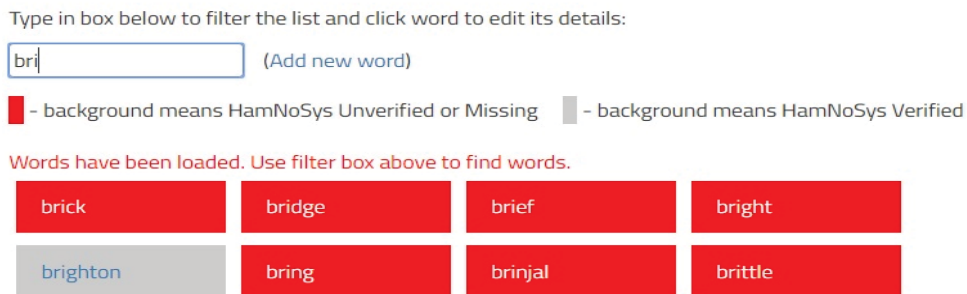 Type in box below to filter the list and click word to edit its details:
bri (Add new word)
- background means HamNoSys Unverified or Missing - background means HamNoSys Verified
Words have been loaded. Use filter box above to find words.
brick bridge brief bright
brighton bring brinjal brittle